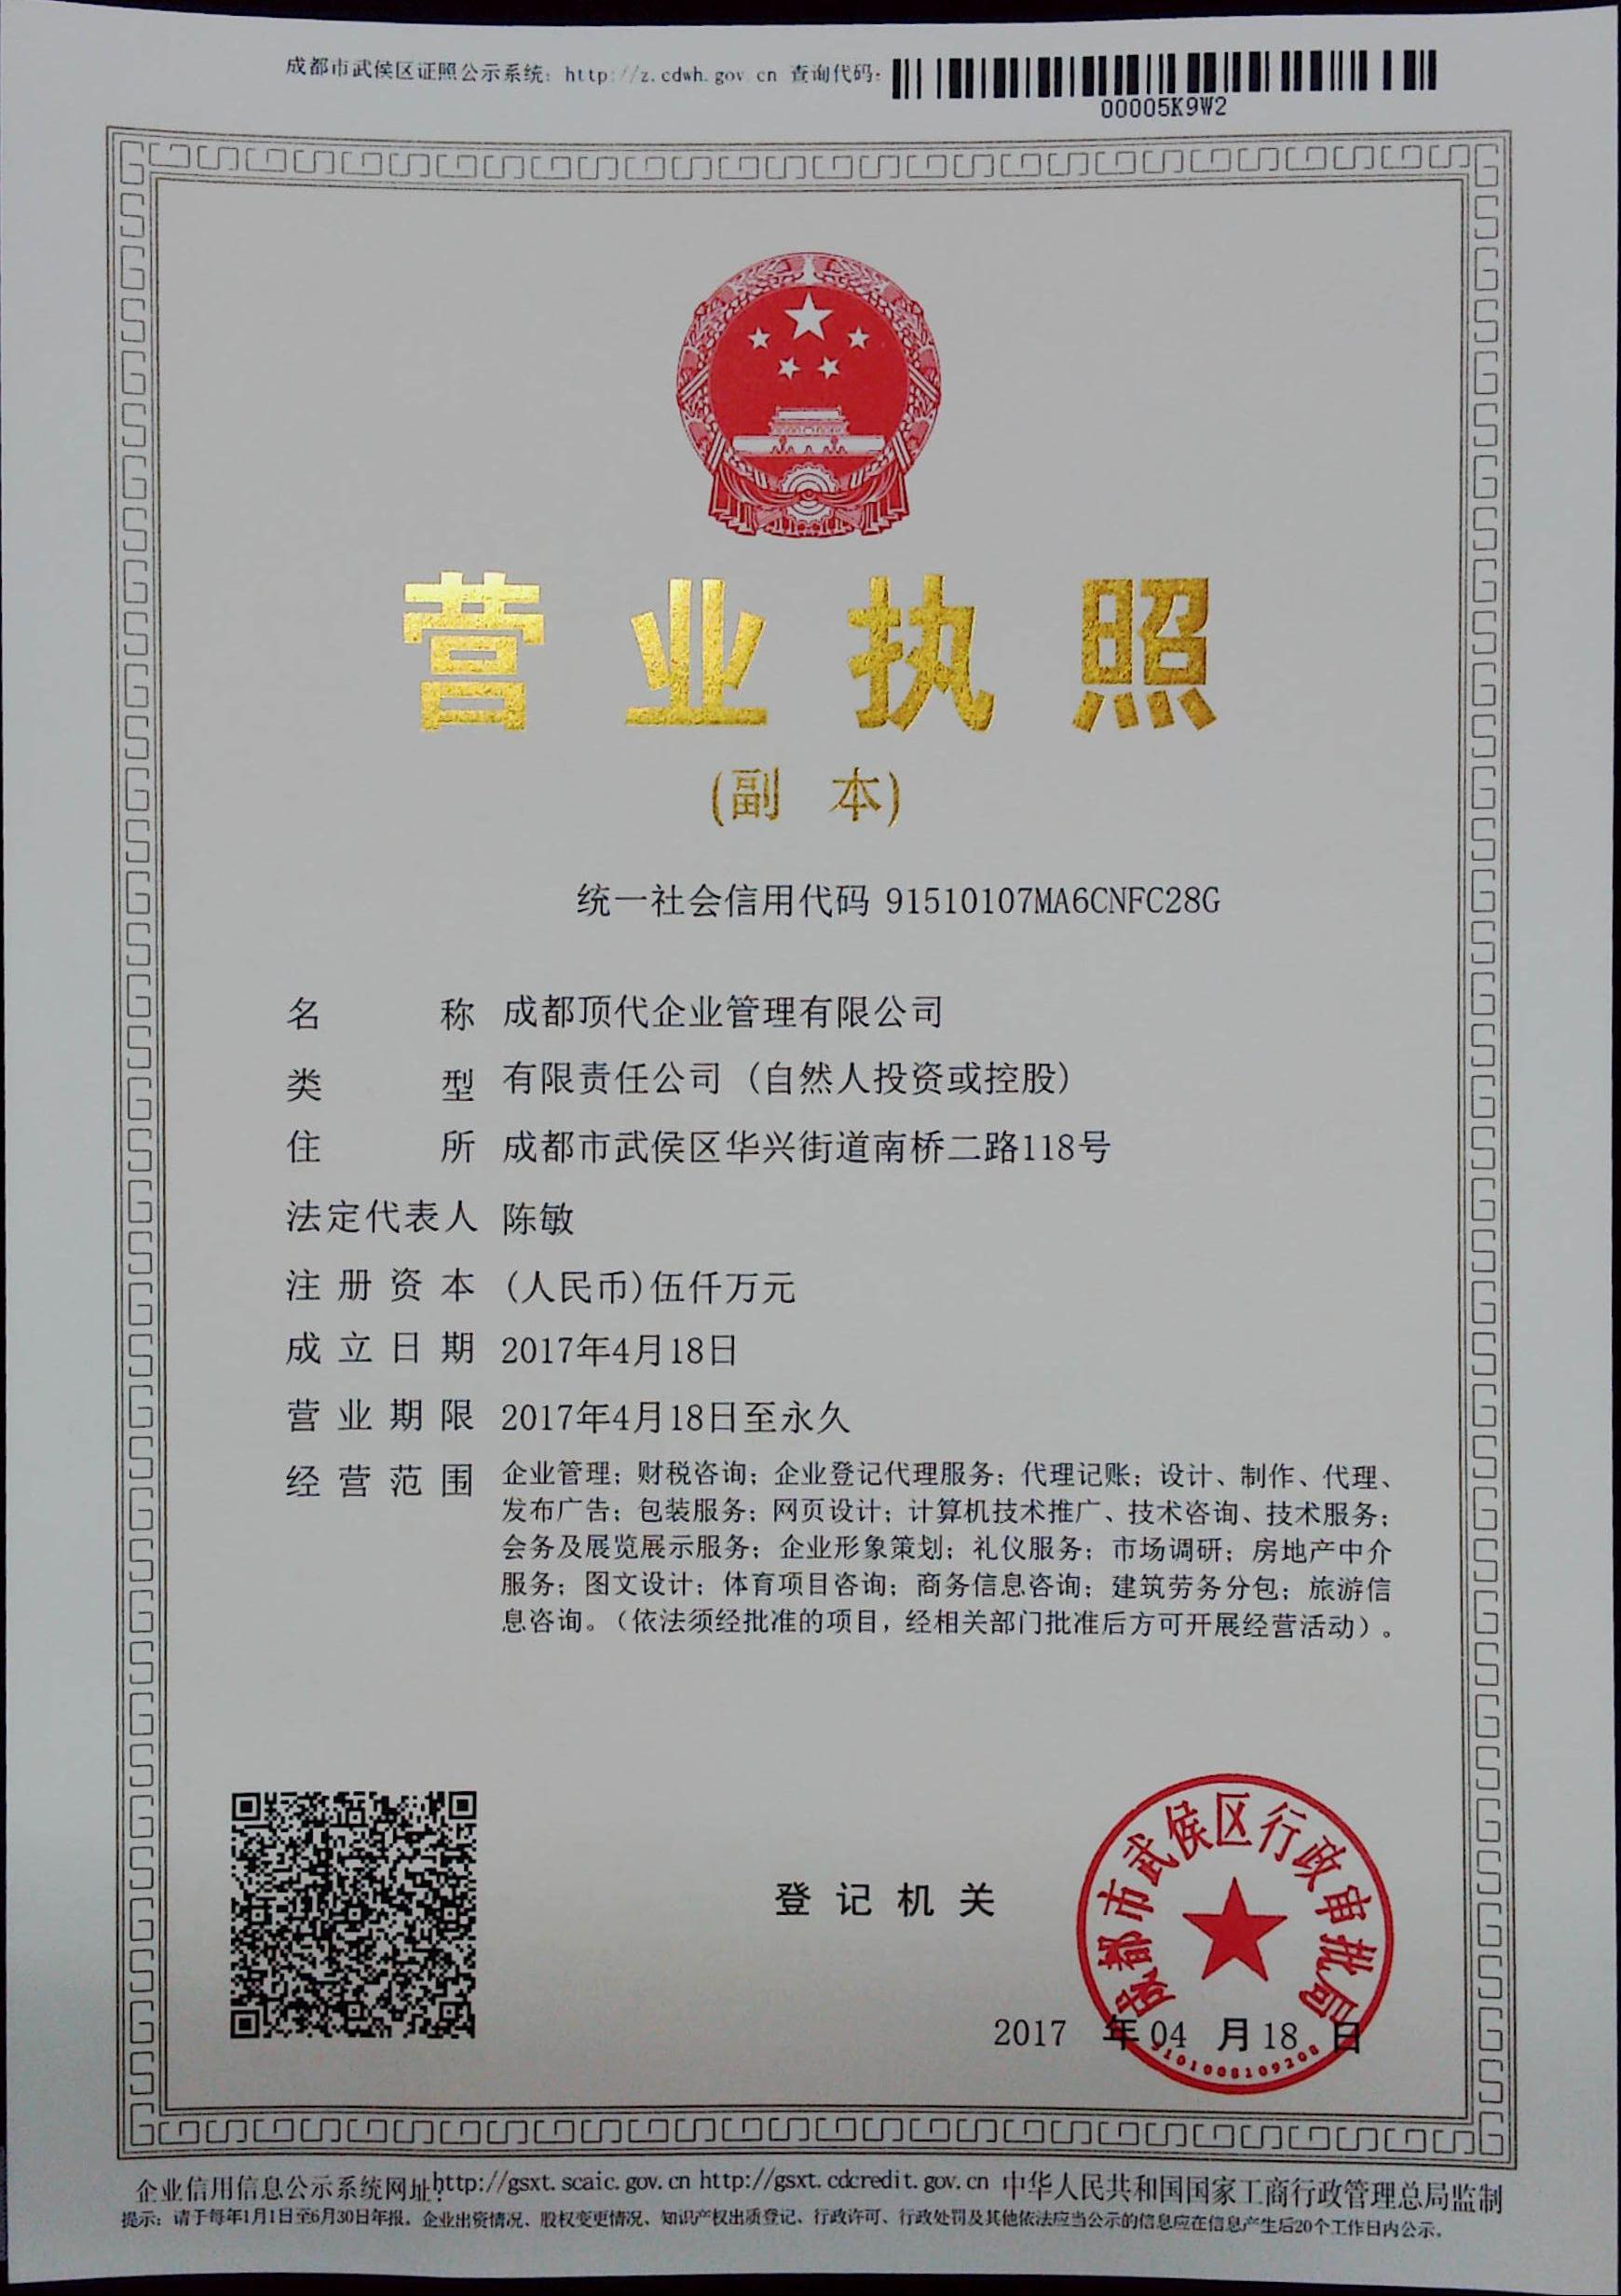 成都市武侯区证照公示系统: http://z.cdwh.gov.cn 查询代码:
00005K9W2
营业执照
(副 本)
统一社会信用代码 91510107MA6CNFC28G
名 称 成都顶代企业管理有限公司
类 型 有限责任公司（自然人投资或控股）
住 所 成都市武侯区华兴街道南桥二路118号
法定代表人 陈敏
注册资本 (人民币)伍仟万元
成立日期 2017年4月18日
营业期限 2017年4月18日至永久
经营范围 企业管理；财税咨询；企业登记代理服务；代理记账；设计、制作、代理、
发布广告；包装服务；网页设计；计算机技术推广、技术咨询、技术服务；
会务及展览展示服务；企业形象策划；礼仪服务；市场调研；房地产中介
服务；图文设计；体育项目咨询；商务信息咨询；建筑劳务分包；旅游信
息咨询。（依法须经批准的项目，经相关部门批准后方可开展经营活动）。
成都市武侯区行政审批局
登记机关
2017 年 04 月 18 日
5101008109208
企业信用信息公示系统网址:http://gsxt.scaic.gov.cn http://gsxt.cdcredit.gov.cn 中华人民共和国国家工商行政管理总局监制
提示：请于每年1月1日至6月30日年报。企业出资情况、股权变更情况、知识产权出质登记、行政许可、行政处罚及其他依法应当公示的信息应在信息产生后20个工作日内公示。